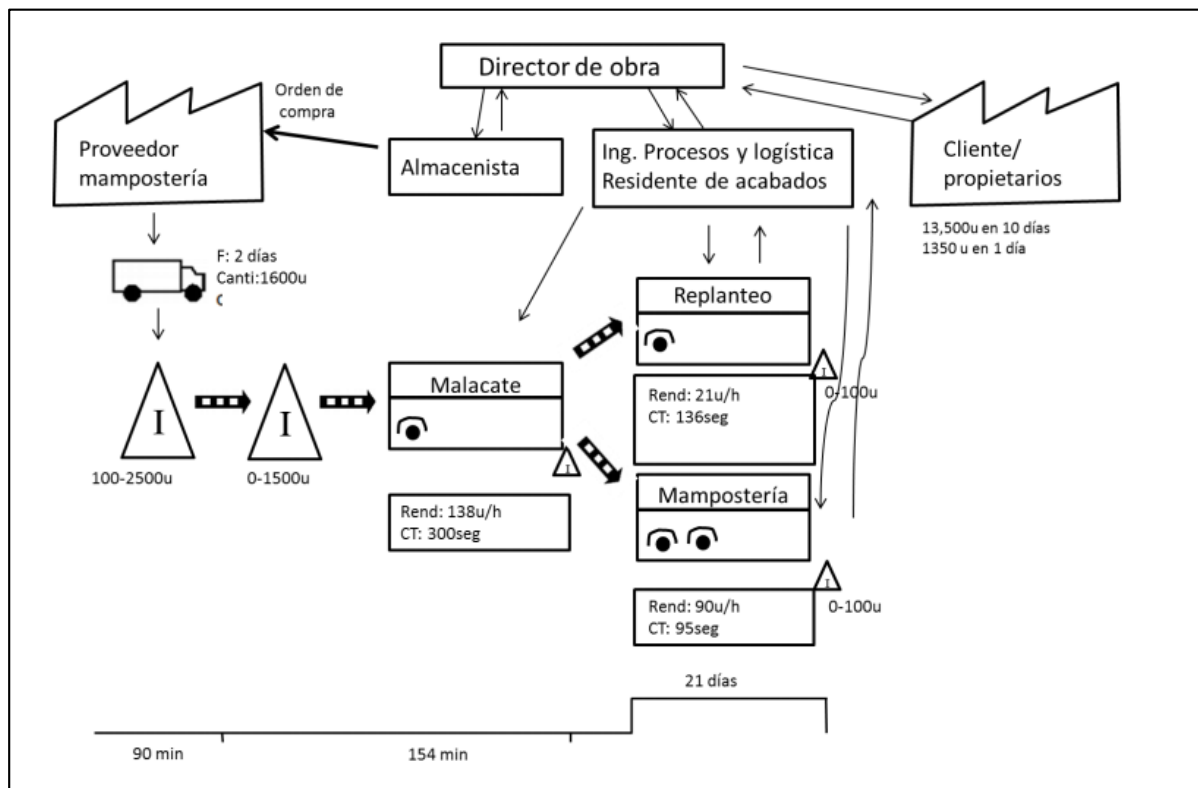 Director de obra
Orden de
compra
Proveedor
mampostería
Almacenista
Ing. Procesos y logística
Residente de acabados
Cliente/
propietarios
13,500u en 10 días
1350 u en 1 día
F: 2 días
Canti:1600u
Replanteo
Rend: 21u/h
CT: 136seg
0-100u
Malacate
I
I
I
I
I
100-2500u
0-1500u
Rend: 138u/h
CT: 300seg
Mampostería
Rend: 90u/h
CT: 95seg
0-100u
21 días
90 min
154 min